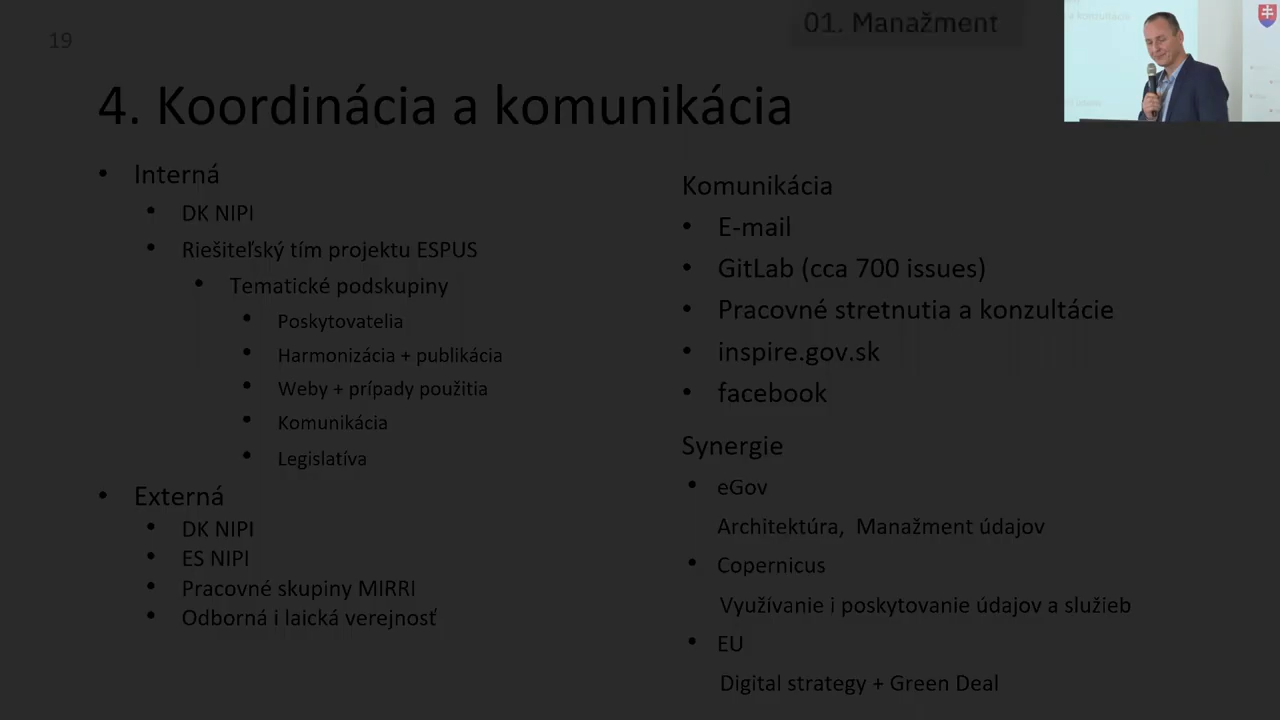 19
01. Manažment
4. Koordinácia a komunikácia
• Interná
• DK NIPI
• Riešiteľský tím projektu ESPUS
• Tematické podskupiny
• Poskytovatelia
• Harmonizácia + publikácia
• Weby + prípady použitia
• Komunikácia
• Legislatíva
• Externá
• DK NIPI
• ES NIPI
• Pracovné skupiny MIRRI
• Odborná i laická verejnosť
Komunikácia
• E-mail
• GitLab (cca 700 issues)
• Pracovné stretnutia a konzultácie
• inspire.gov.sk
• facebook
Synergie
• eGov
Architektúra, Manažment údajov
• Copernicus
Využívanie i poskytovanie údajov a služieb
• EU
Digital strategy + Green Deal